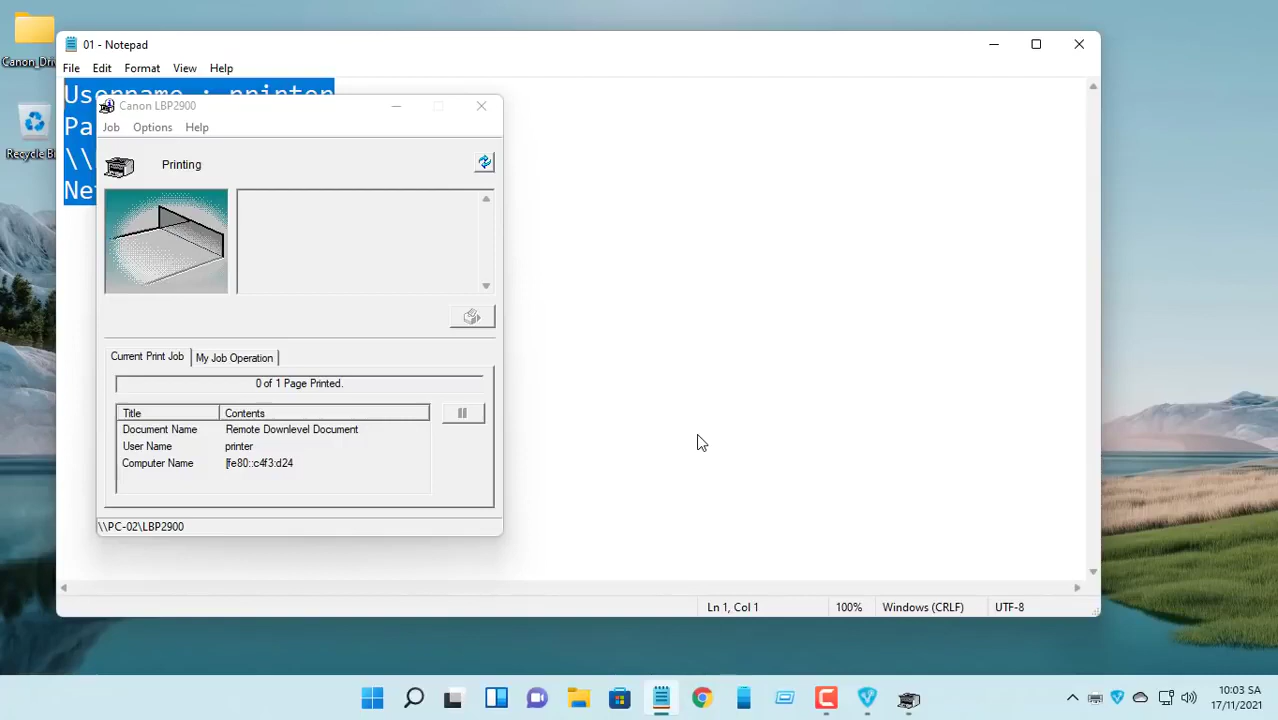 Canon_Dri
Recycle Bi
01 - Notepad
File Edit Format View Help
Username : printer
Pa
\\
Ne
Canon LBP2900
Job Options Help
Printing
Current Print Job My Job Operation
0 of 1 Page Printed.
Title Contents
Document Name Remote Downlevel Document
User Name printer
Computer Name [fe80::c4f3:d24
\\PC-02\LBP2900
Ln 1, Col 1 100% Windows (CRLF) UTF-8
10:03 SA
17/11/2021